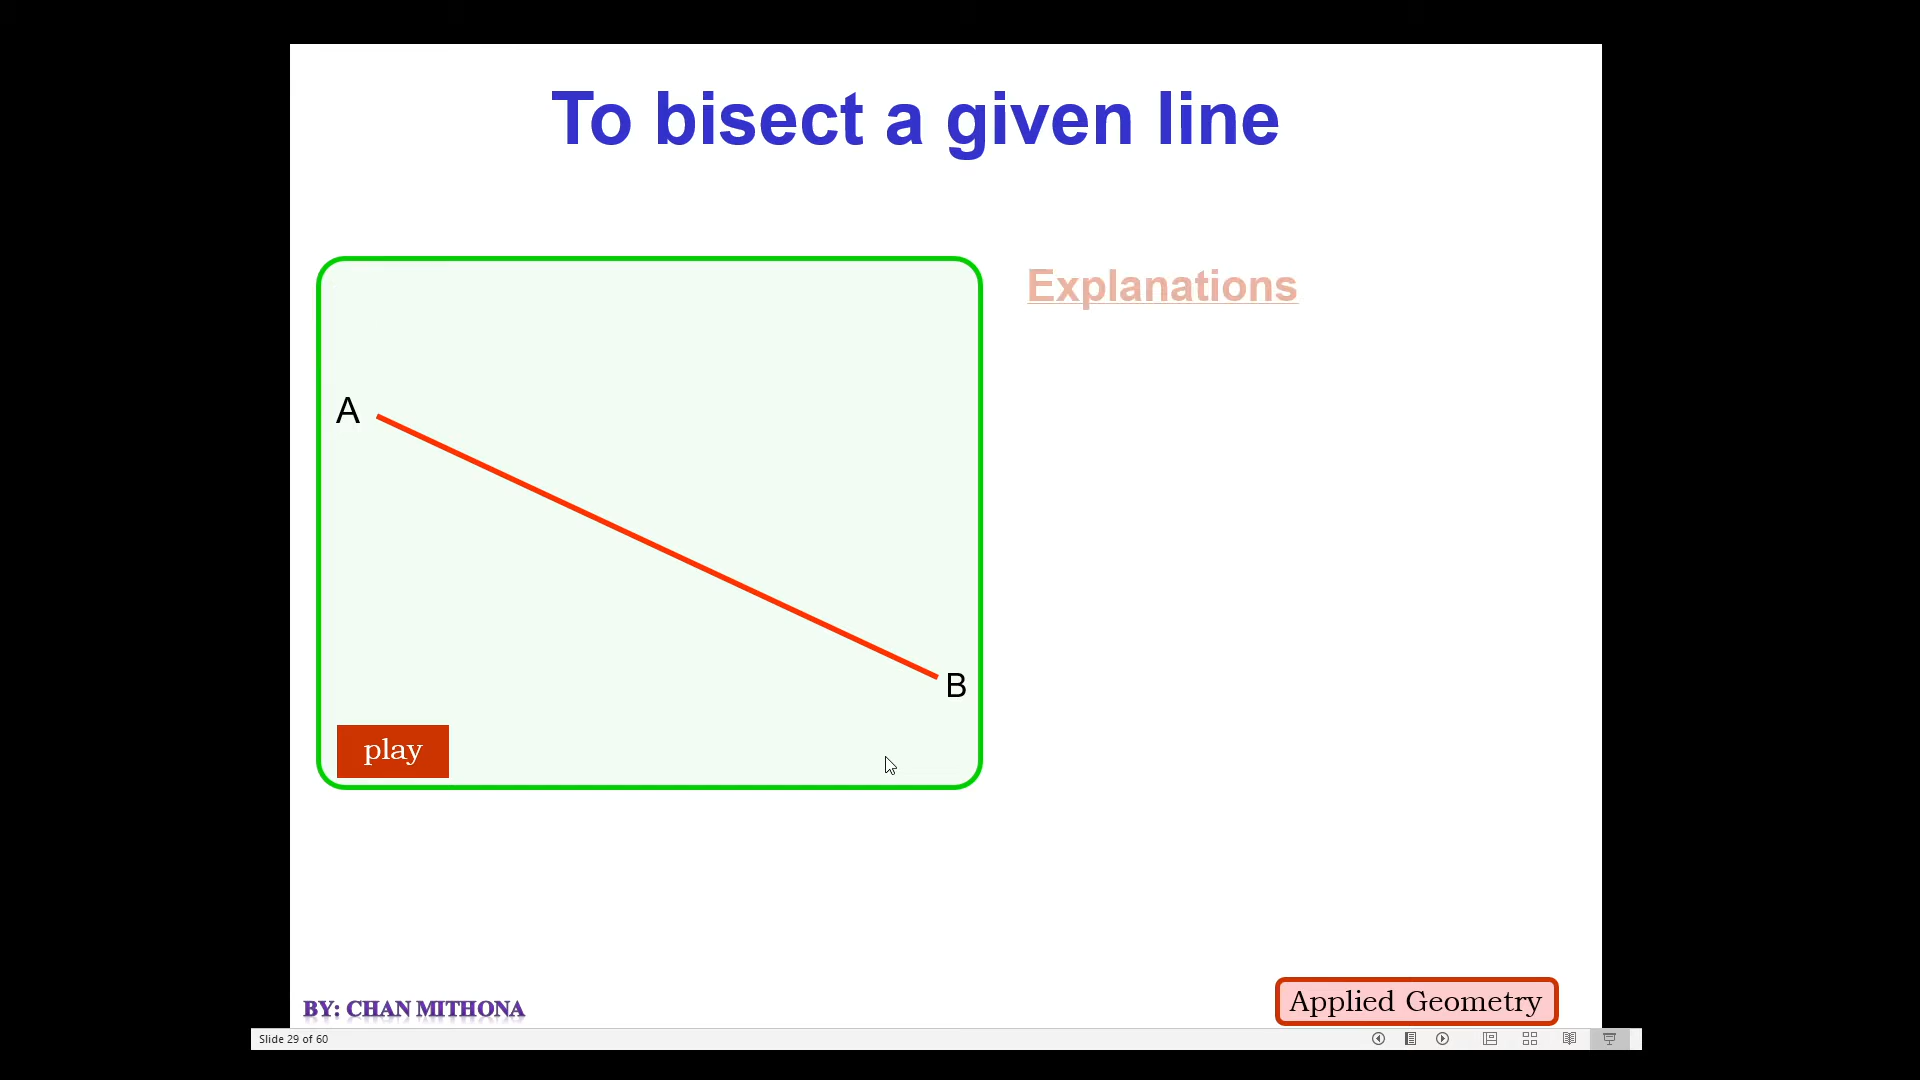 To bisect a given line
Explanations
A
B
play
BY: CHAN MITHONA
Applied Geometry
Slide 29 of 60